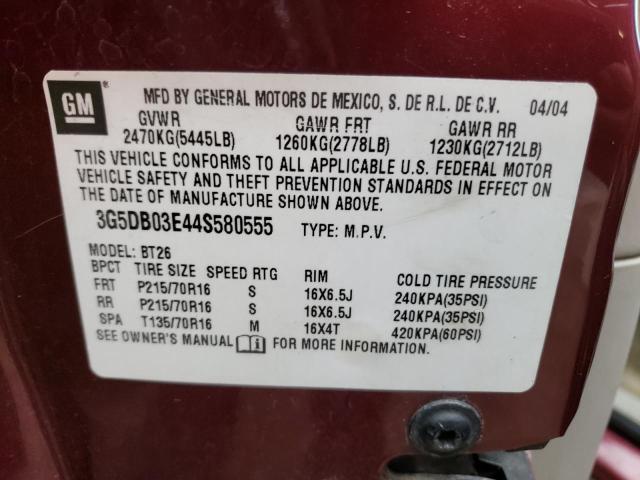 GM
MFD BY GENERAL MOTORS DE MEXICO, S. DE R.L. DE C.V. 04/04
GVWR GAWR FRT GAWR RR
2470KG(5445LB) 1260KG(2778LB) 1230KG(2712LB)
THIS VEHICLE CONFORMS TO ALL APPLICABLE U.S. FEDERAL MOTOR
VEHICLE SAFETY AND THEFT PREVENTION STANDARDS IN EFFECT ON
THE DATE OF MANUFACTURE SHOWN ABOVE.
3G5DB03E44S580555 TYPE: M.P.V.
MODEL: BT26
BPCT TIRE SIZE SPEED RTG RIM COLD TIRE PRESSURE
FRT P215/70R16 S 16X6.5J 240KPA(35PSI)
RR P215/70R16 S 16X6.5J 240KPA(35PSI)
SPA T135/70R16 M 16X4T 420KPA(60PSI)
SEE OWNER'S MANUAL FOR MORE INFORMATION.